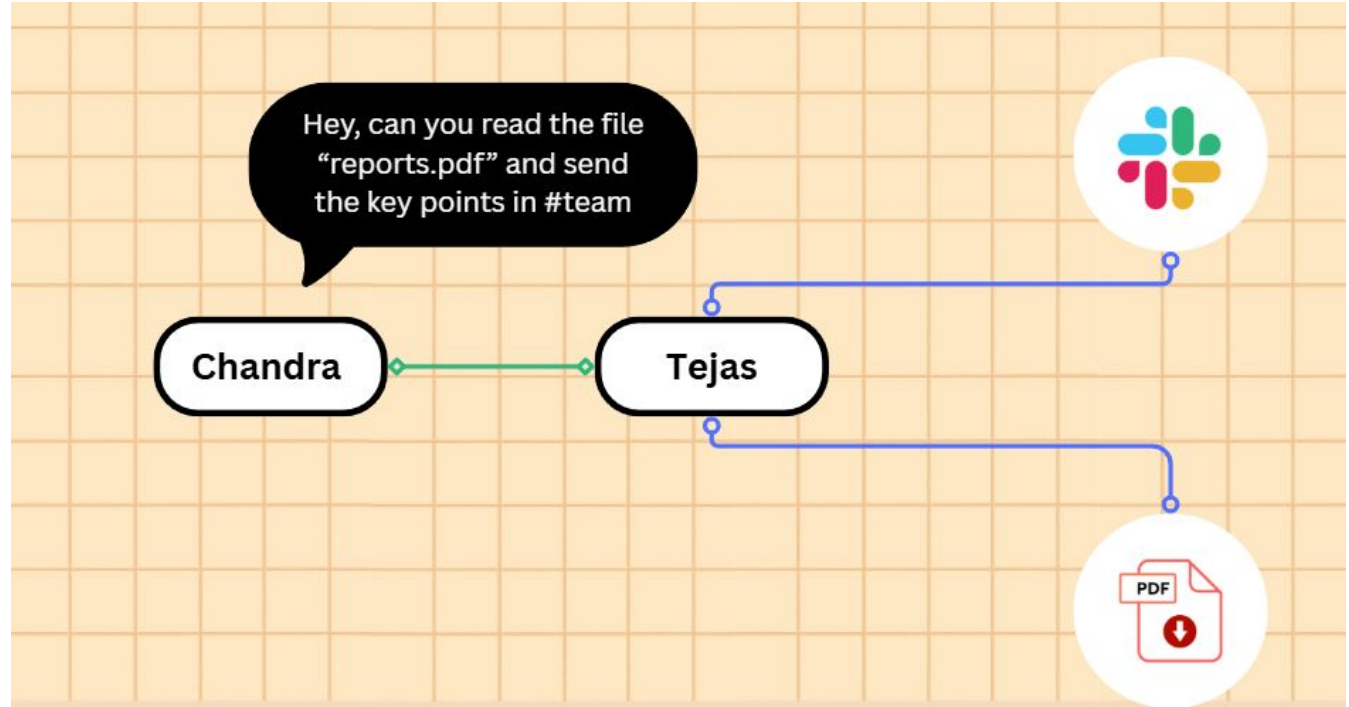 Hey, can you read the file
“reports.pdf” and send
the key points in #team
Chandra
Tejas
PDF